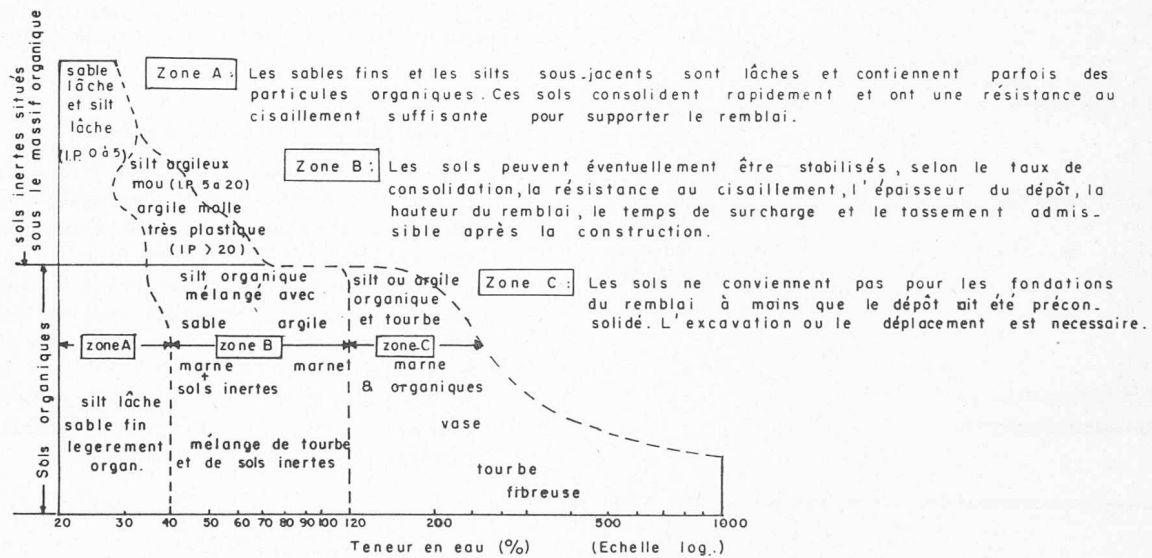 sols inertes situés
sous le massif organique
Sols organiques
sable
lâche
et silt
lâche
(I.P. 0 à 5)
silt argileux
mou (I.P. 5 a 20)
argile molle
très plastique
(IP > 20)
Zone A: Les sables fins et les silts sous-jacents sont lâches et contiennent parfois des
particules organiques. Ces sols consolident rapidement et ont une résistance au
cisaillement suffisante pour supporter le remblai.
Zone B: Les sols peuvent éventuellement être stabilisés, selon le taux de
consolidation, la résistance au cisaillement, l'épaisseur du dépôt, la
hauteur du remblai, le temps de surcharge et le tassement admis-
sible après la construction.
Zone C: Les sols ne conviennent pas pour les fondations
du remblai à moins que le dépôt ait été précon-
solidé. L'excavation ou le déplacement est necessaire.
silt organique
mélangé avec
sable argile
silt ou argile
organique
et tourbe
zone A zone B zone C
marne marne
+
sols inertes
marne
& organiques
silt lâche
sable fin
legerement
organ.
mélange de tourbe
et de sols inertes
vase
tourbe
fibreuse
20 30 40 50 60 70 80 90 100 120 200 500 1000
Teneur en eau (%) (Echelle log.)